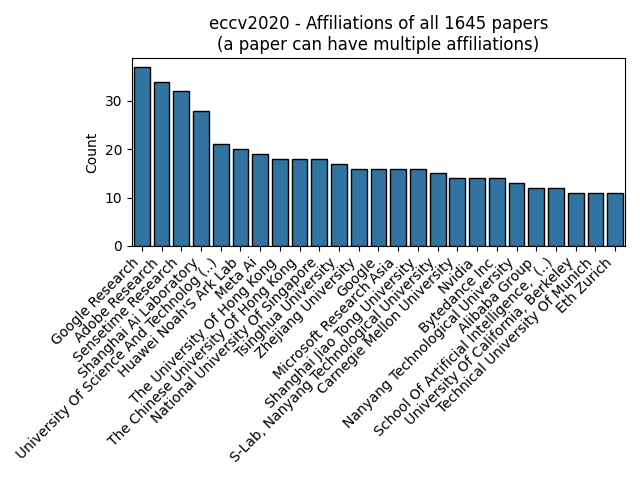 eccv2020 - Affiliations of all 1645 papers
(a paper can have multiple affiliations)
Count
30
20
10
0
Google Research
Adobe Research
Sensetime Research
Shanghai Ai Laboratory
University Of Science And Technolog (..)
Huawei Noah'S Ark Lab
Meta Ai
The University Of Hong Kong
The Chinese University Of Hong Kong
National University Of Singapore
Tsinghua University
Zhejiang University
Google
Microsoft Research Asia
Shanghai Jiao Tong University
S-Lab, Nanyang Technological University
Carnegie Mellon University
Nvidia
Bytedance Inc
Nanyang Technological University
Alibaba Group
School Of Artificial Intelligence, (..)
University Of California, Berkeley
Technical University Of Munich
Eth Zurich